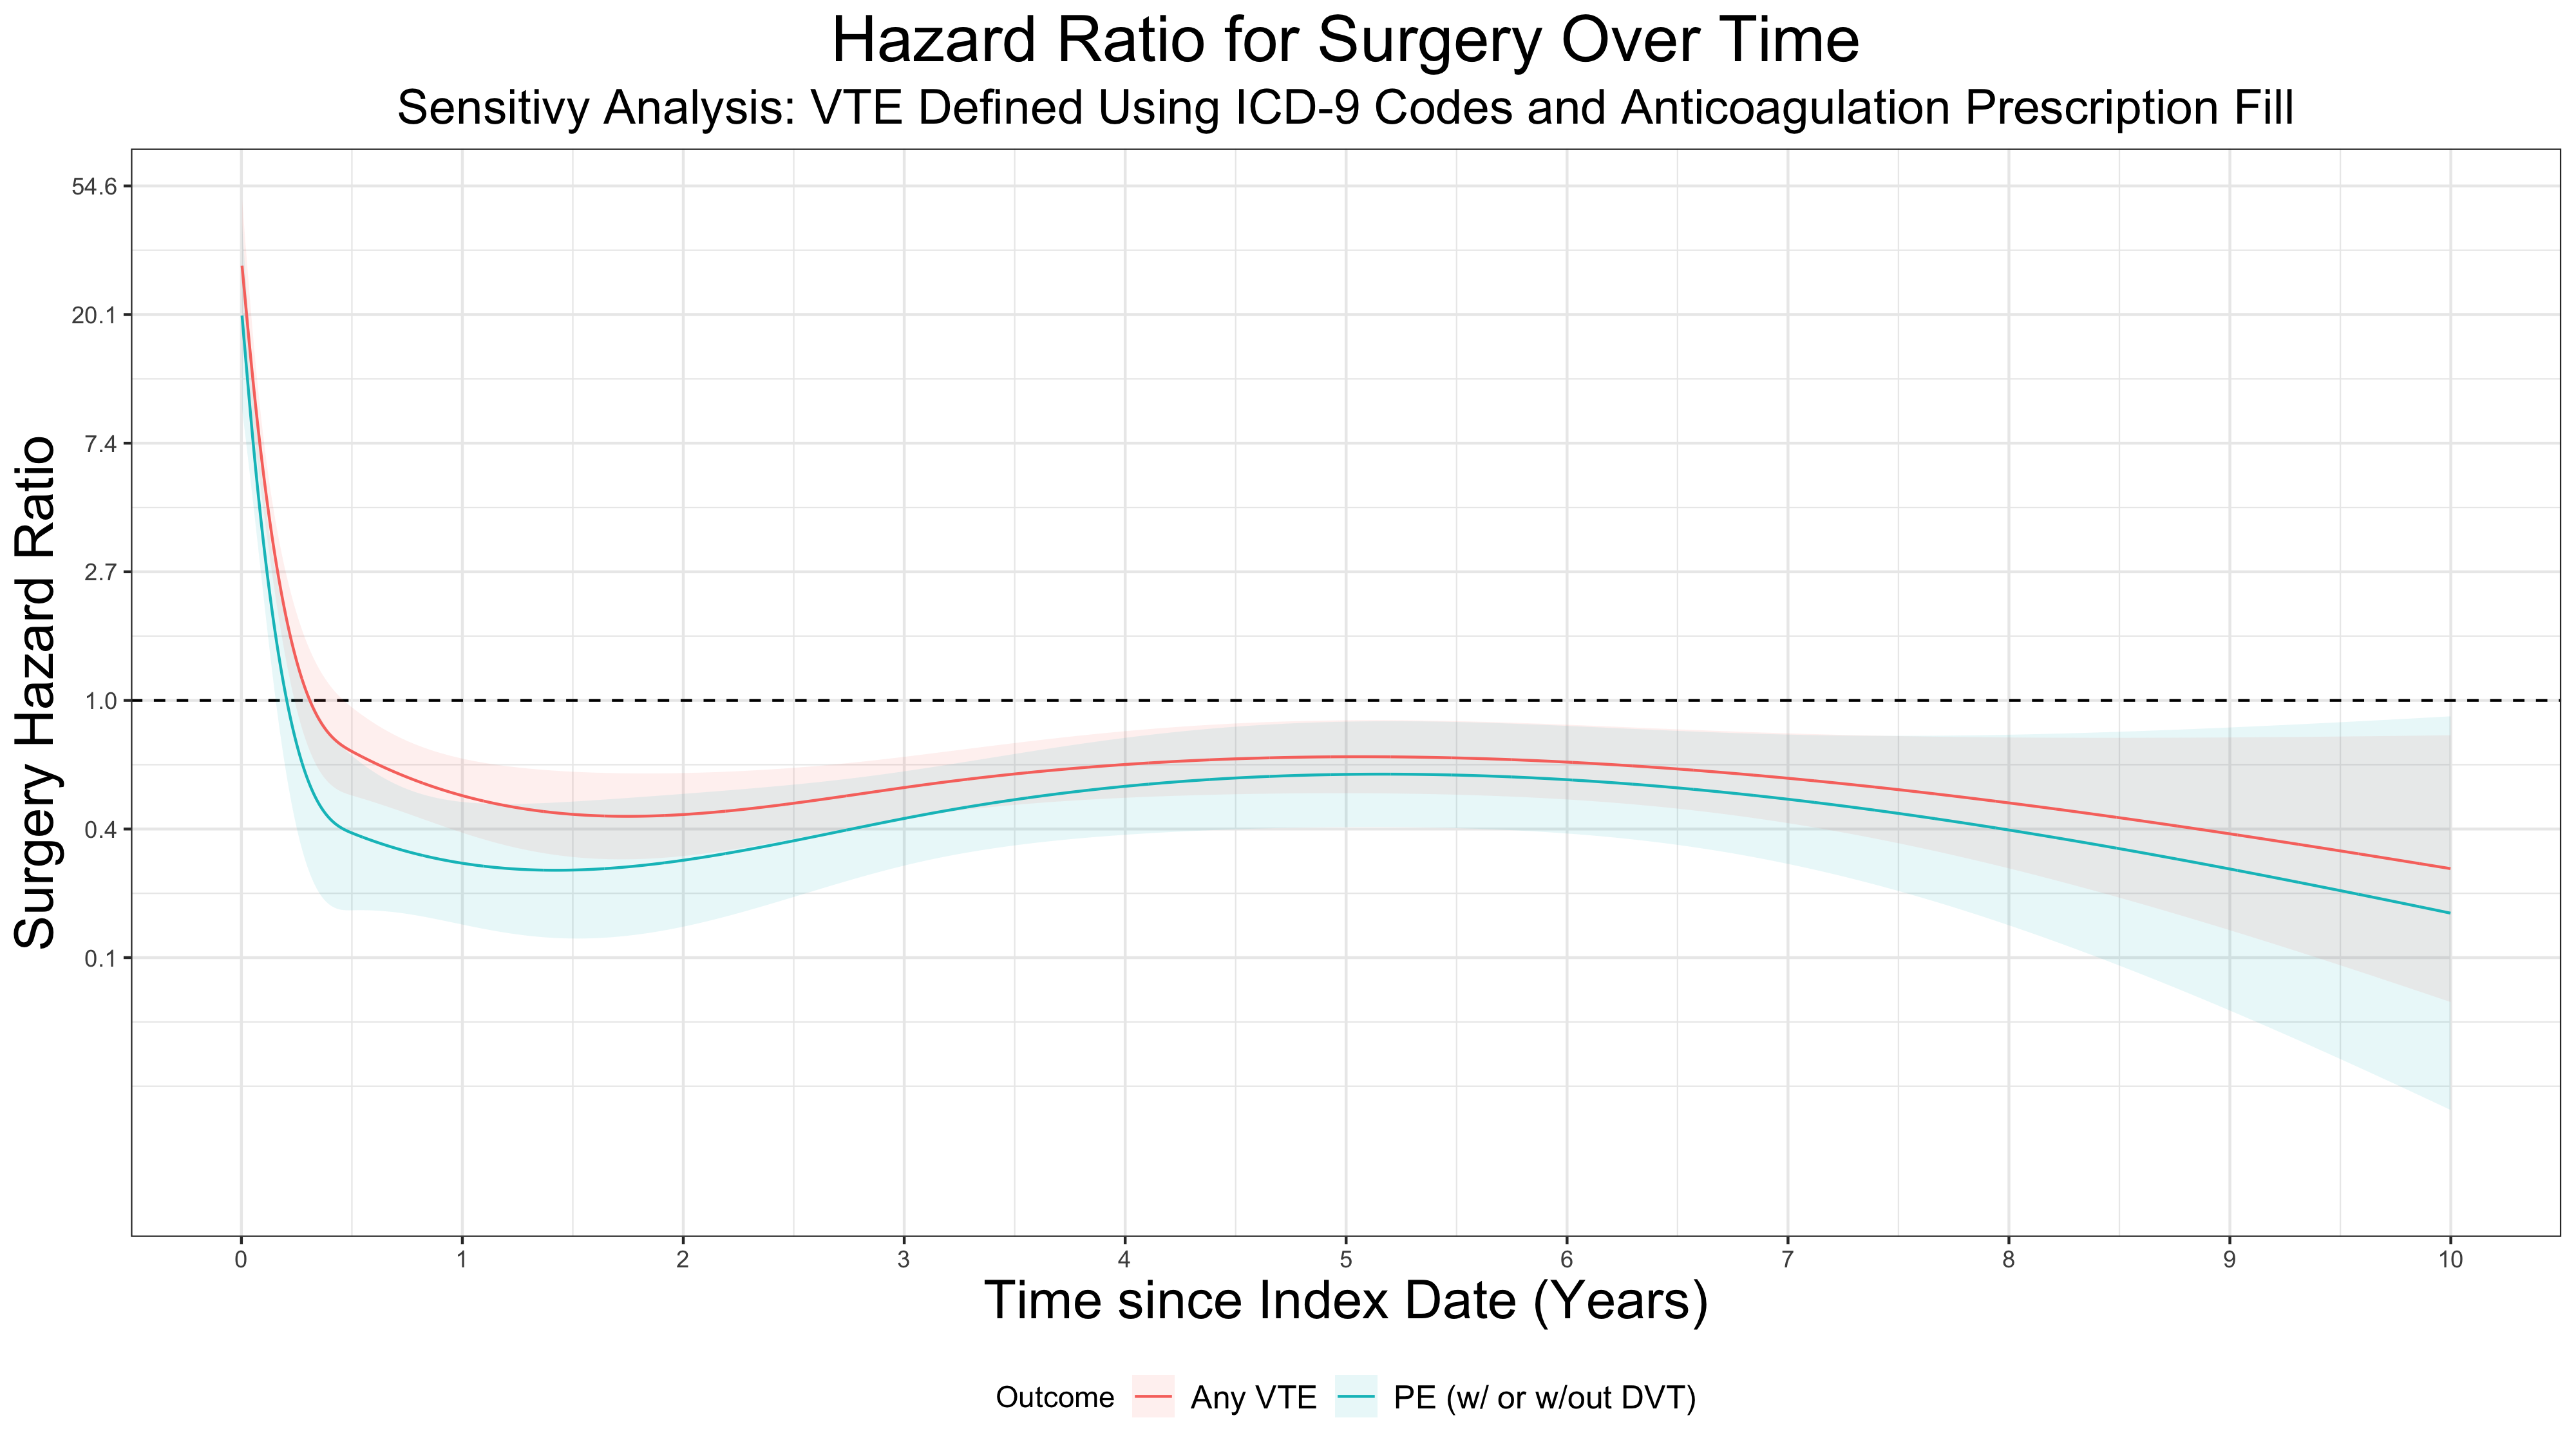 Hazard Ratio for Surgery Over Time
Sensitivy Analysis: VTE Defined Using ICD-9 Codes and Anticoagulation Prescription Fill
Surgery Hazard Ratio
54.6
20.1
7.4
2.7
1.0
0.4
0.1
0 1 2 3 4 5 6 7 8 9 10
Time since Index Date (Years)
Outcome Any VTE PE (w/ or w/out DVT)